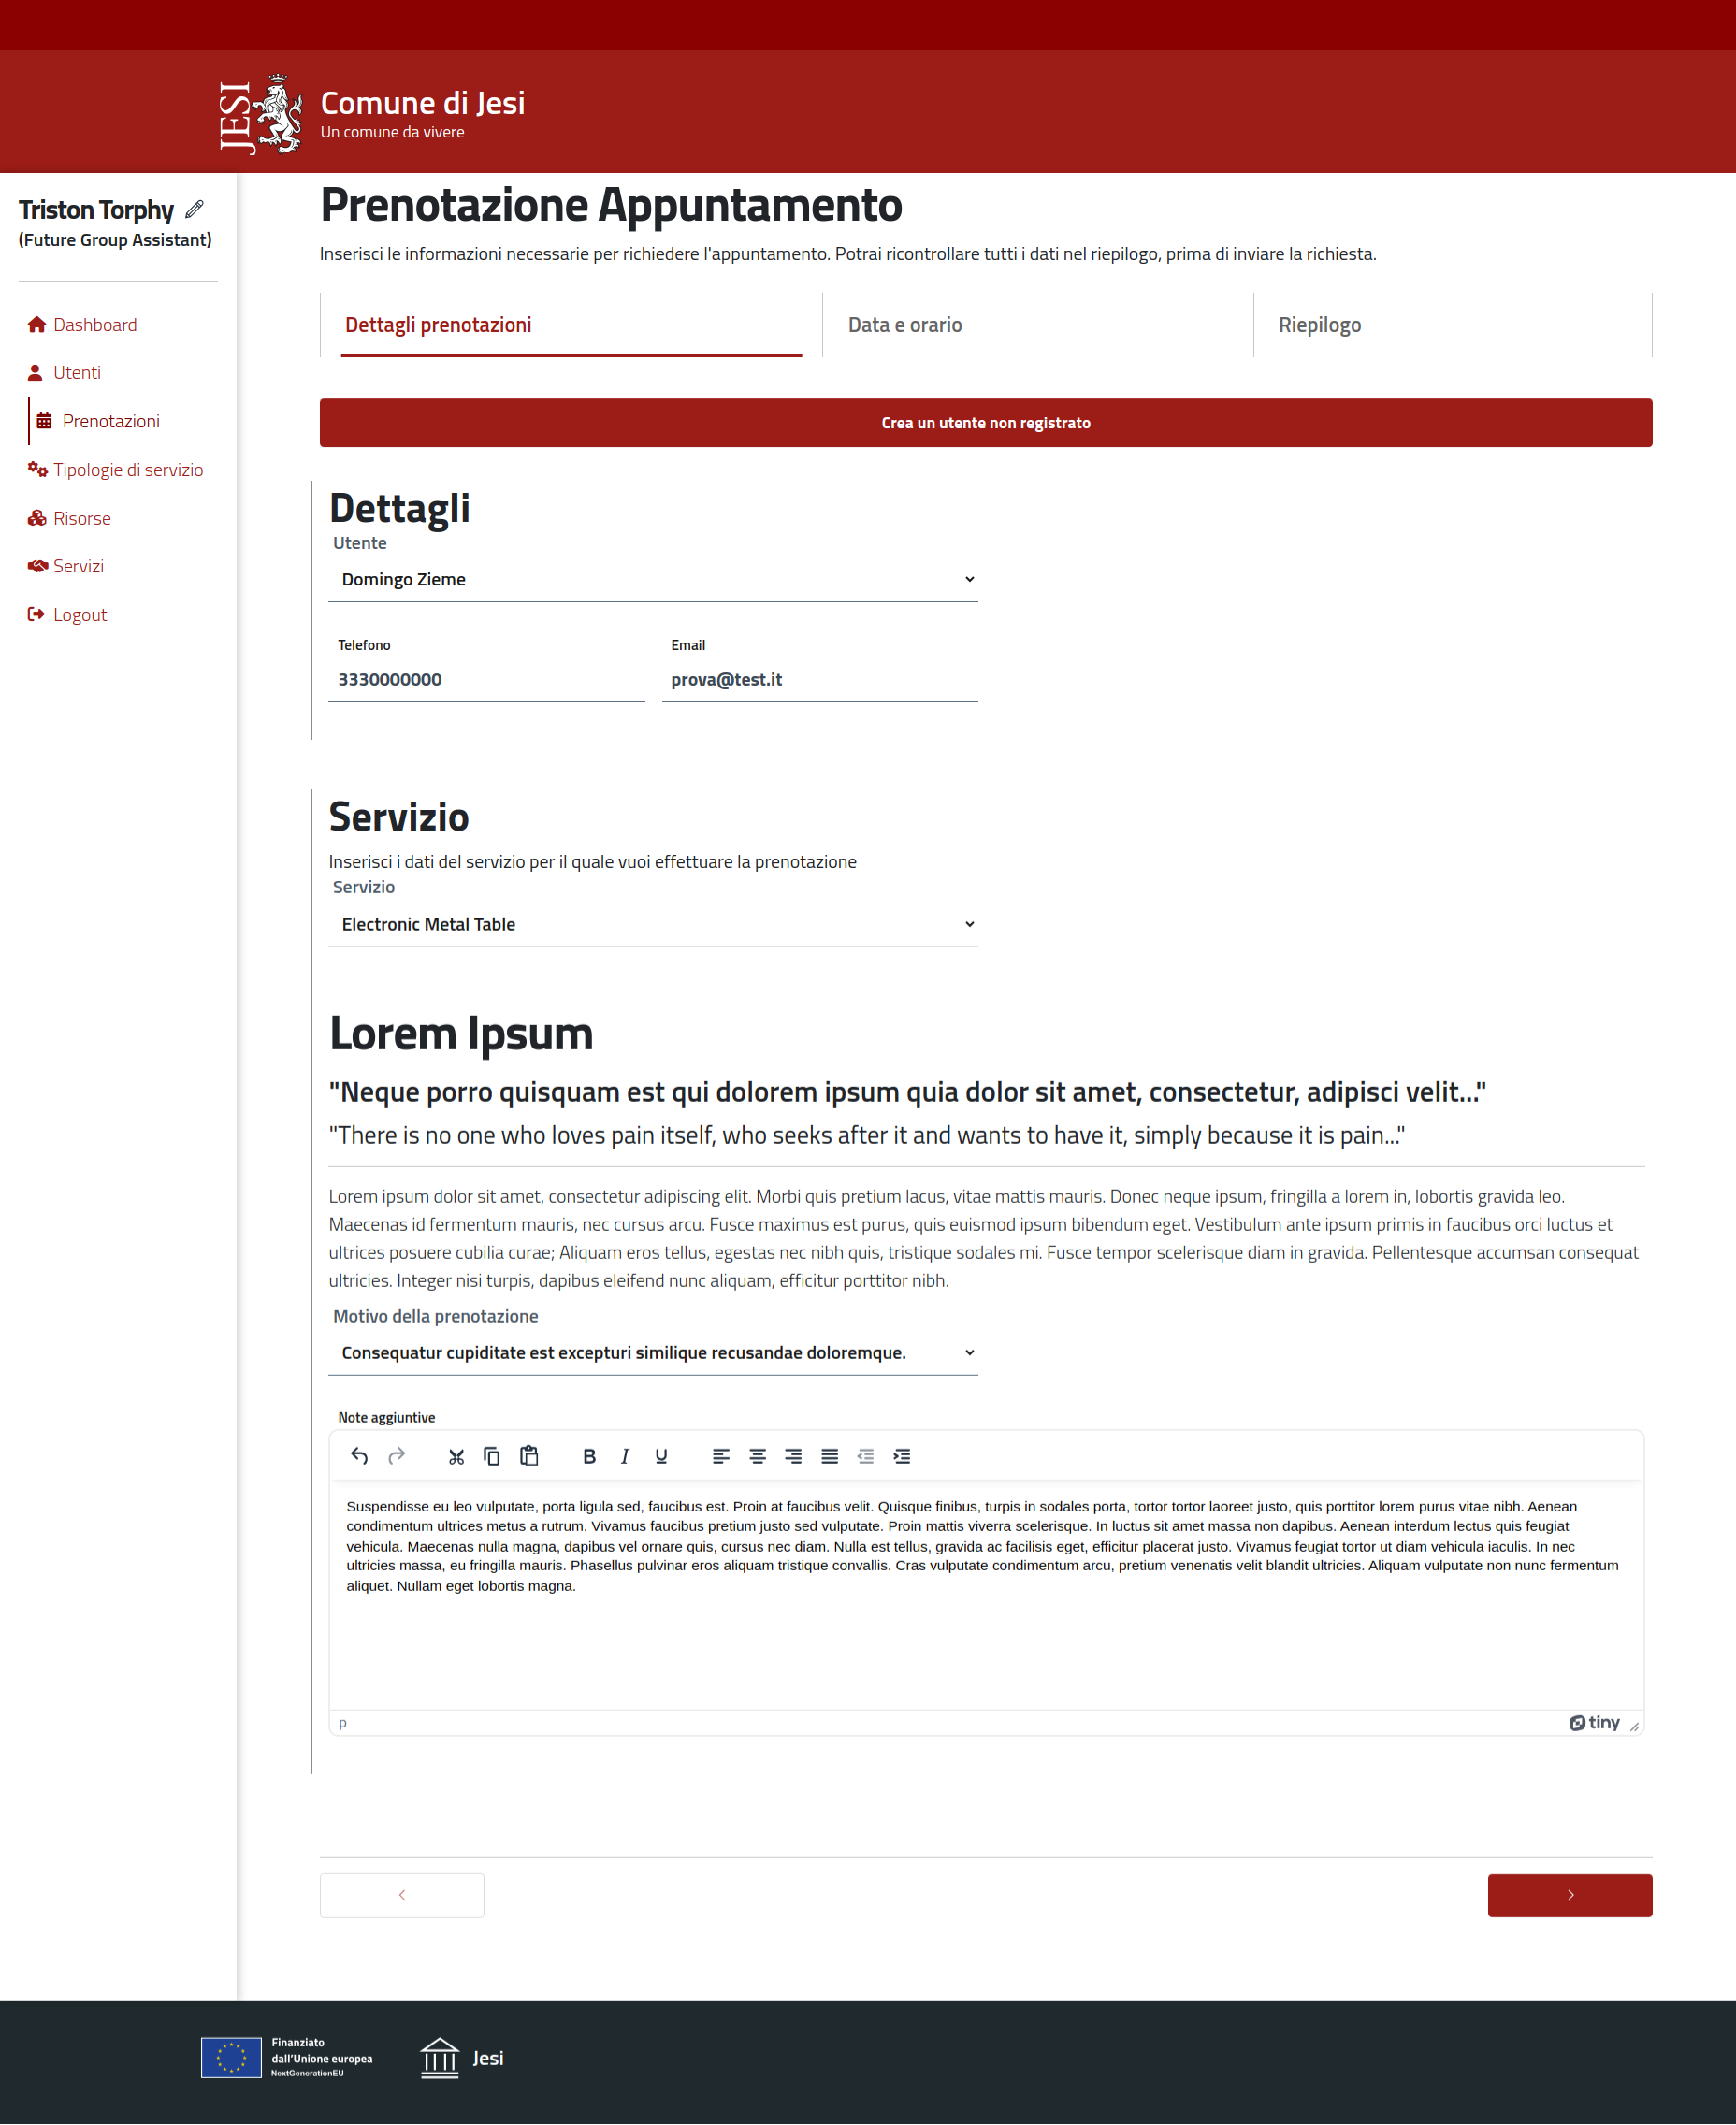 JESI
Comune di Jesi
Un comune da vivere
Triston Torphy
(Future Group Assistant)
Dashboard
Utenti
Prenotazioni
Tipologie di servizio
Risorse
Servizi
Logout
Prenotazione Appuntamento
Inserisci le informazioni necessarie per richiedere l'appuntamento. Potrai ricontrollare tutti i dati nel riepilogo, prima di inviare la richiesta.
Dettagli prenotazioni
Data e orario
Riepilogo
Crea un utente non registrato
Dettagli
Utente
Domingo Zieme
Telefono
Email
3330000000
prova@test.it
Servizio
Inserisci i dati del servizio per il quale vuoi effettuare la prenotazione
Servizio
Electronic Metal Table
Lorem Ipsum
"Neque porro quisquam est qui dolorem ipsum quia dolor sit amet, consectetur, adipisci velit..."
"There is no one who loves pain itself, who seeks after it and wants to have it, simply because it is pain..."
Lorem ipsum dolor sit amet, consectetur adipiscing elit. Morbi quis pretium lacus, vitae mattis mauris. Donec neque ipsum, fringilla a lorem in, lobortis gravida leo.
Maecenas id fermentum mauris, nec cursus arcu. Fusce maximus est purus, quis euismod ipsum bibendum eget. Vestibulum ante ipsum primis in faucibus orci luctus et
ultrices posuere cubilia curae; Aliquam eros tellus, egestas nec nibh quis, tristique sodales mi. Fusce tempor scelerisque diam in gravida. Pellentesque accumsan consequat
ultricies. Integer nisi turpis, dapibus eleifend nunc aliquam, efficitur porttitor nibh.
Motivo della prenotazione
Consequatur cupiditate est excepturi similique recusandae doloremque.
Note aggiuntive
B I U
Suspendisse eu leo vulputate, porta ligula sed, faucibus est. Proin at faucibus velit. Quisque finibus, turpis in sodales porta, tortor tortor laoreet justo, quis porttitor lorem purus vitae nibh. Aenean
condimentum ultrices metus a rutrum. Vivamus faucibus pretium justo sed vulputate. Proin mattis viverra scelerisque. In luctus sit amet massa non dapibus. Aenean interdum lectus quis feugiat
vehicula. Maecenas nulla magna, dapibus vel ornare quis, cursus nec diam. Nulla est tellus, gravida ac facilisis eget, efficitur placerat justo. Vivamus feugiat tortor ut diam vehicula iaculis. In nec
ultricies massa, eu fringilla mauris. Phasellus pulvinar eros aliquam tristique convallis. Cras vulputate condimentum arcu, pretium venenatis velit blandit ultricies. Aliquam vulputate non nunc fermentum
aliquet. Nullam eget lobortis magna.
p
tiny
Finanziato
dall'Unione europea
NextGenerationEU
Jesi